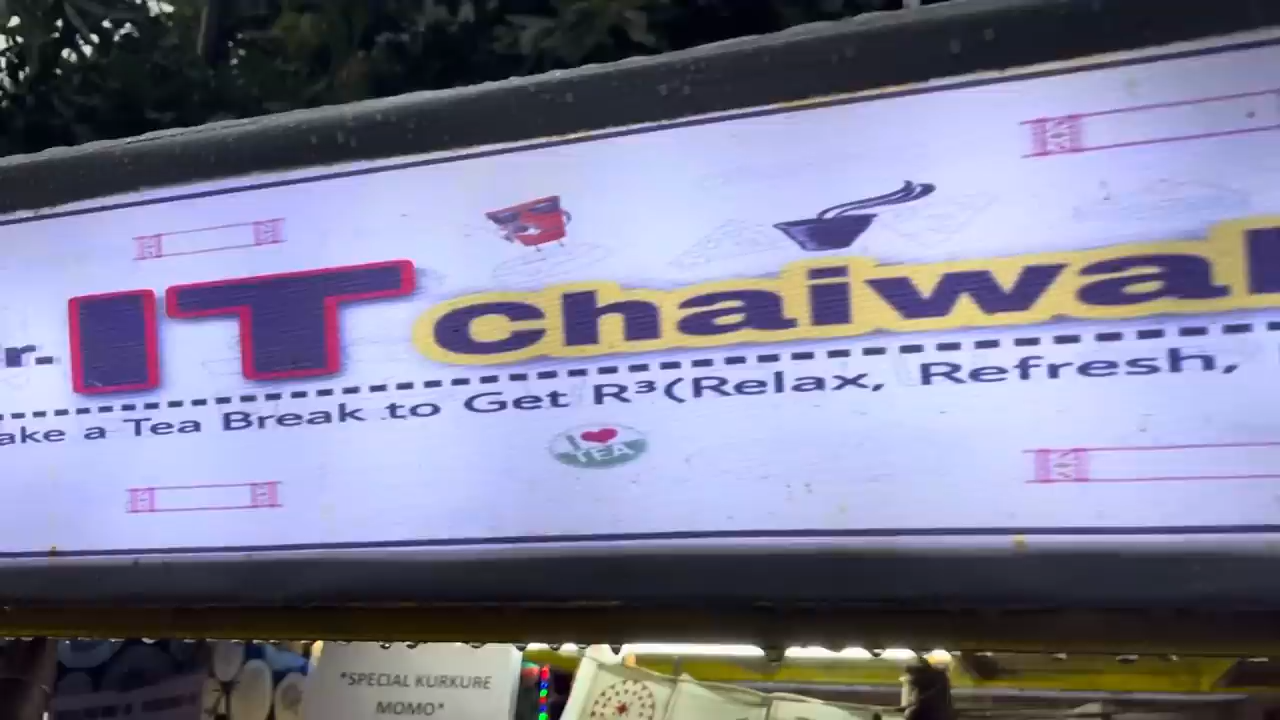 r. IT Chaiwal
ake a Tea Break to Get R³(Relax, Refresh,
I ♥
TEA
*SPECIAL KURKURE
MOMO*